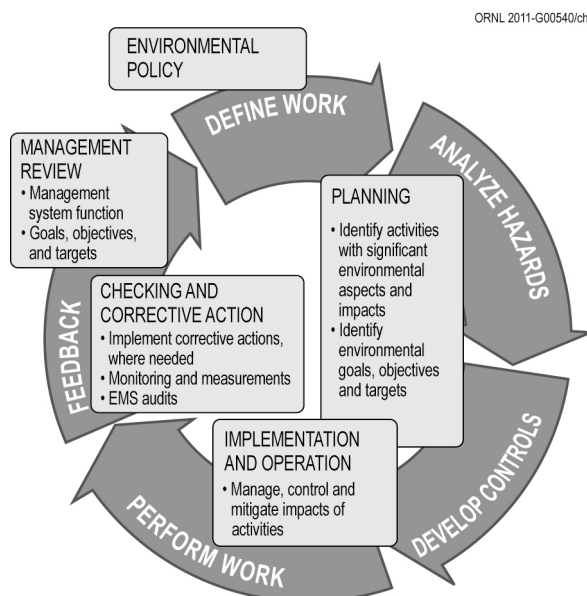 ORNL 2011-G00540/ch
ENVIRONMENTAL
POLICY
DEFINE WORK
ANALYZE HAZARDS
MANAGEMENT
REVIEW
• Management
system function
• Goals, objectives,
and targets
PLANNING
• Identify activities
with significant
environmental
aspects and
impacts
• Identify
environmental
goals, objectives
and targets
CHECKING AND
CORRECTIVE ACTION
• Implement corrective actions,
where needed
• Monitoring and measurements
• EMS audits
FEEDBACK
IMPLEMENTATION
AND OPERATION
• Manage, control and
mitigate impacts of
activities
DEVELOP CONTROLS
PERFORM WORK